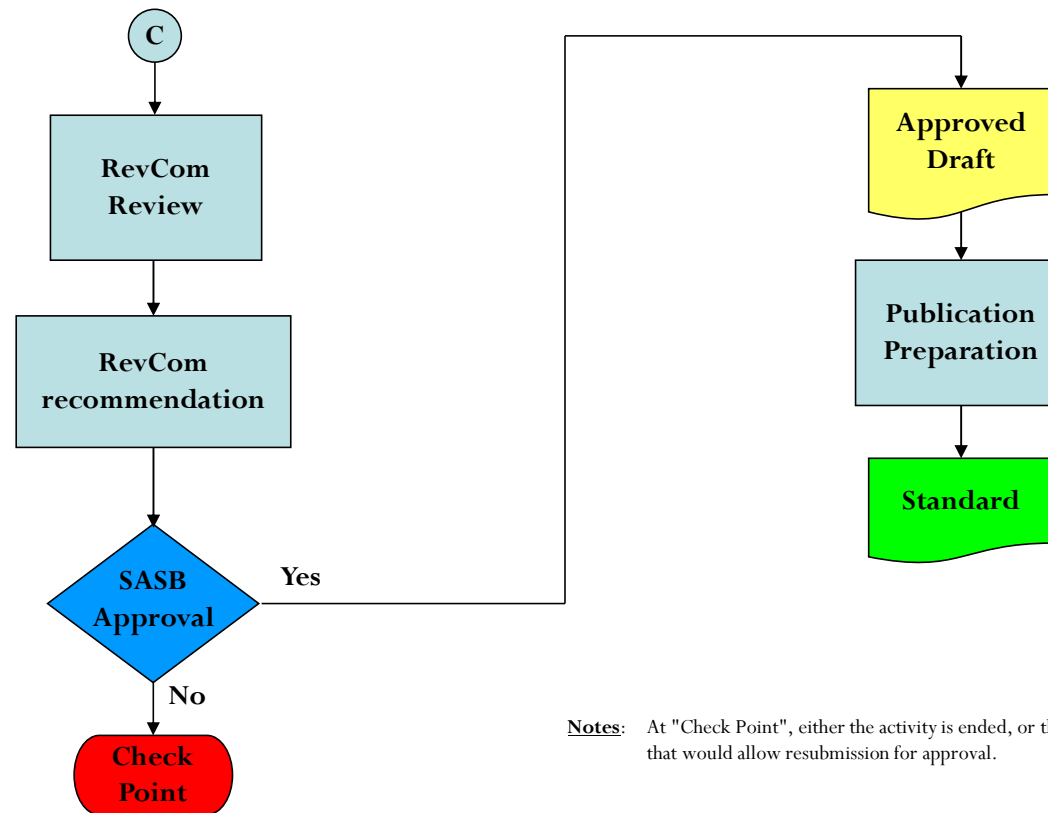 C
RevCom
Review
RevCom
recommendation
SASB
Approval
Yes
No
Check
Point
Approved
Draft
Publication
Preparation
Standard
Notes: At "Check Point", either the activity is ended, or
that would allow resubmission for approval.